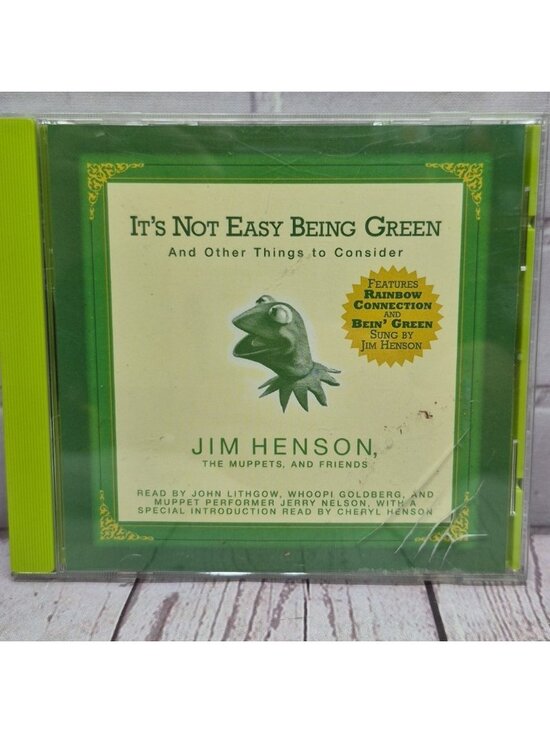 IT'S NOT EASY BEING GREEN
And Other Things to Consider
FEATURES
RAINBOW
CONNECTION
AND
BEIN' GREEN
SUNG BY
JIM HENSON
JIM HENSON,
THE MUPPETS, AND FRIENDS
READ BY JOHN LITHGOW, WHOOPI GOLDBERG, AND
MUPPET PERFORMER JERRY NELSON, WITH A
SPECIAL INTRODUCTION READ BY CHERYL HENSON